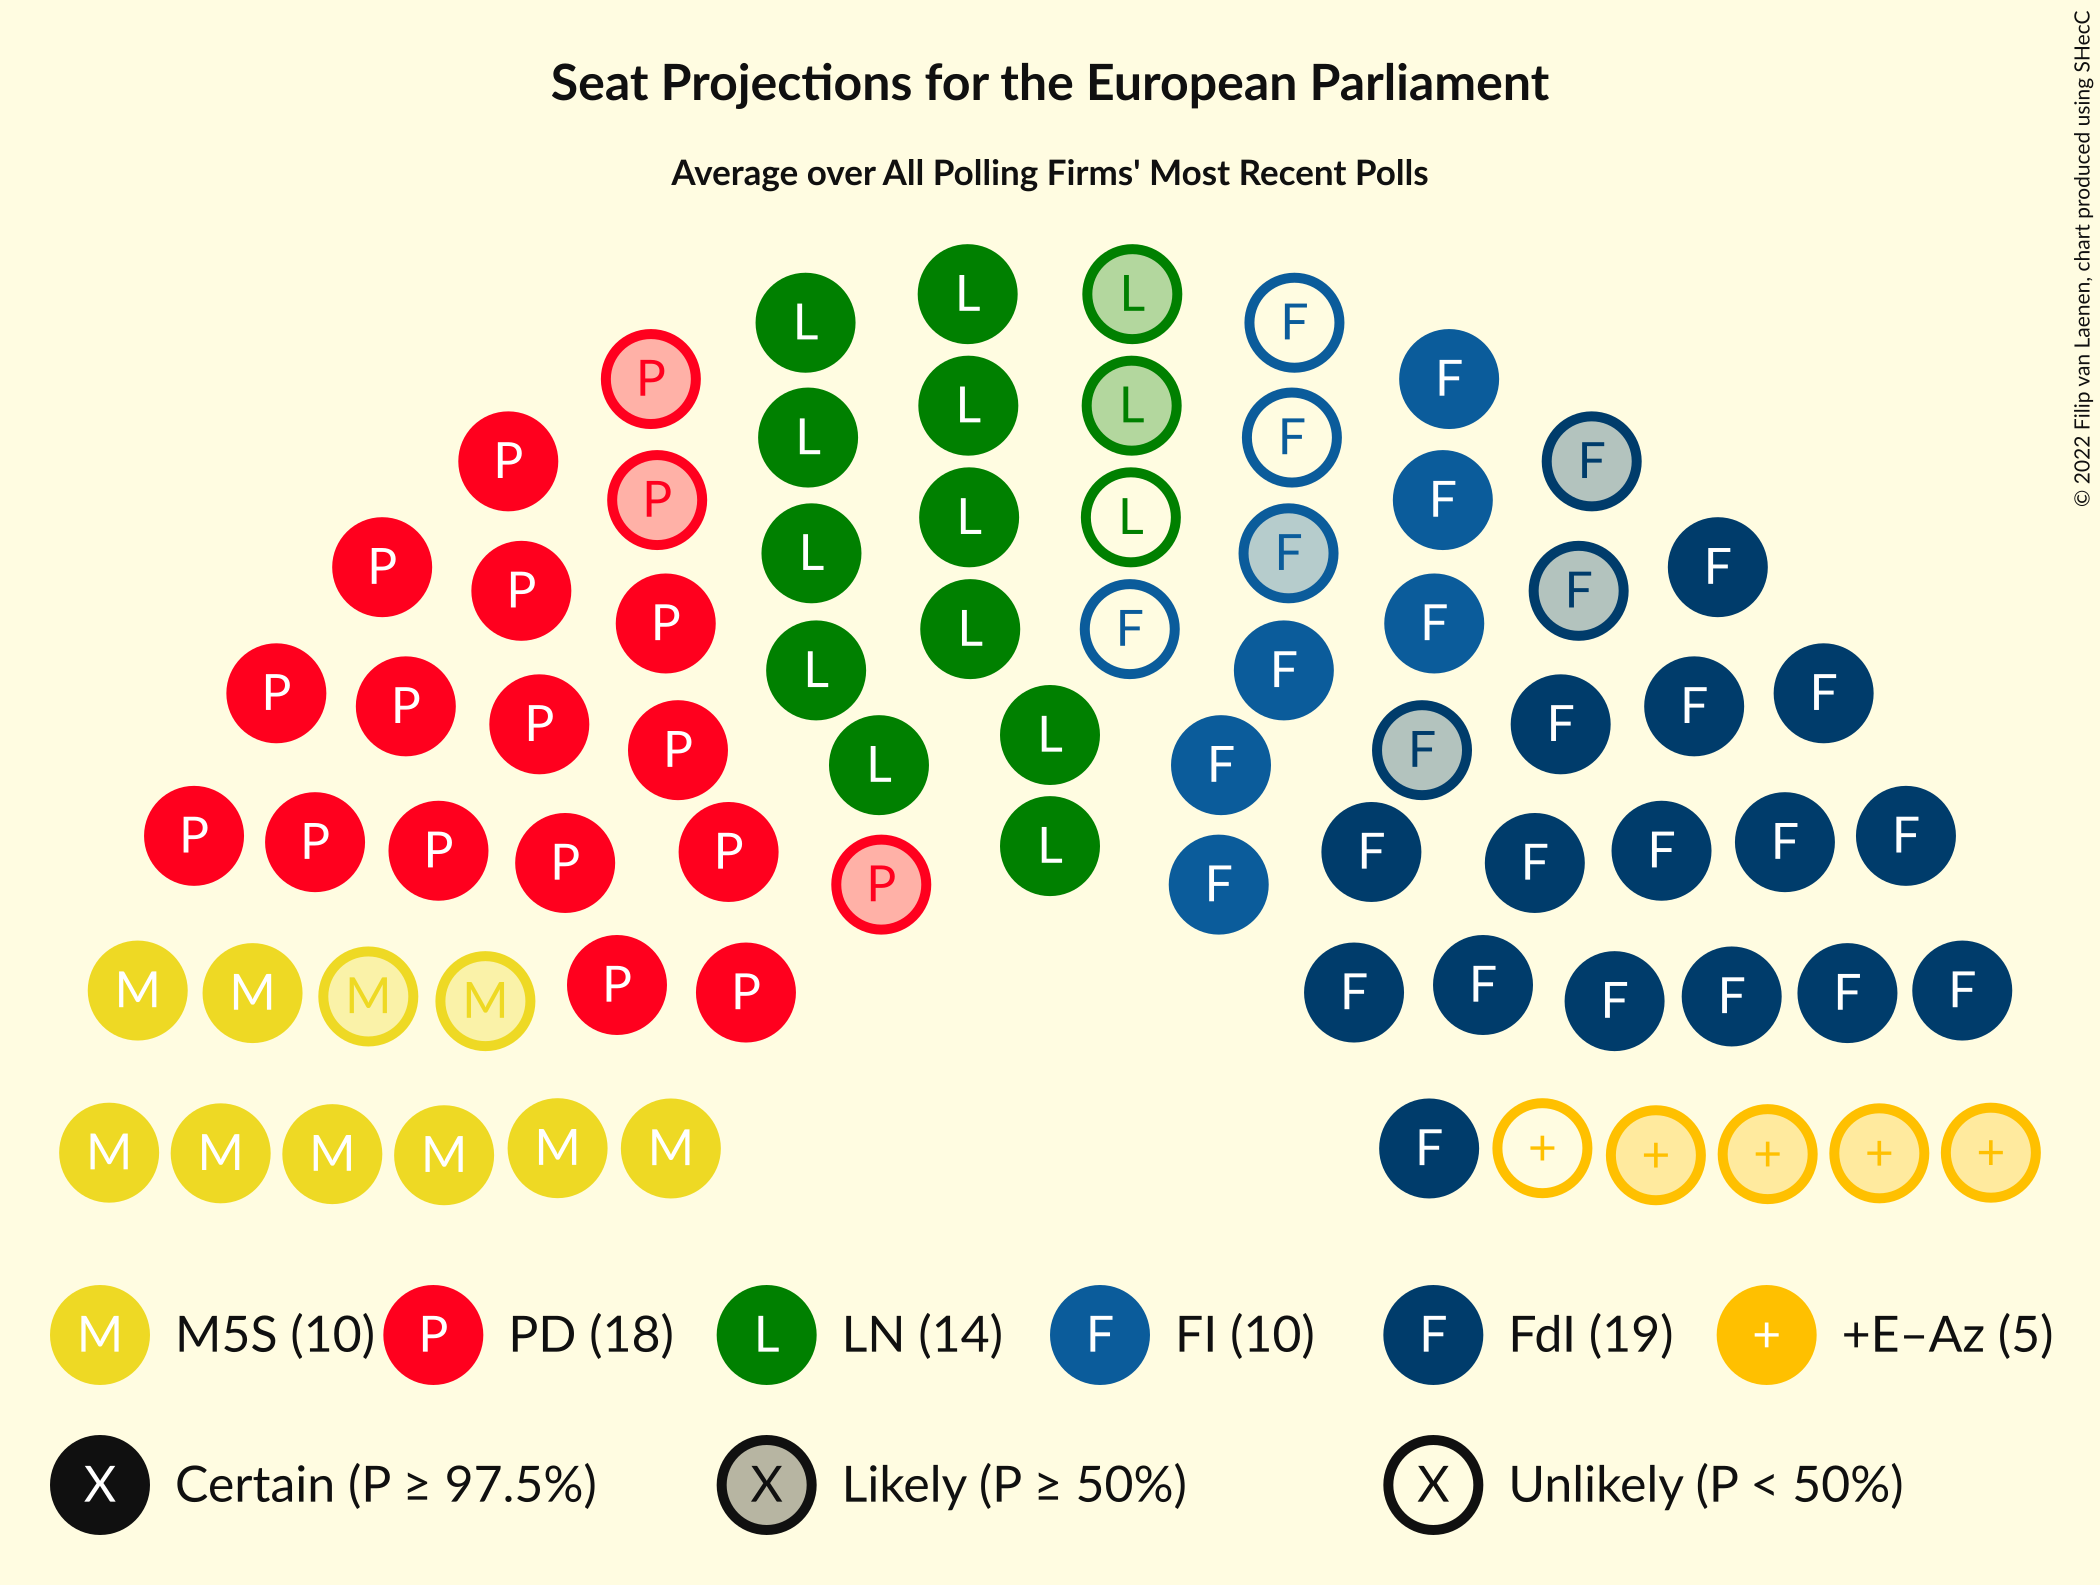 Seat Projections for the European Parliament
Average over All Polling Firms' Most Recent Polls
© 2022 Filip van Laenen, chart produced using SHecC
L L
L L F
L F
P F
L L
L F
P F
P F
P F
L L
L F
P F
P F
P F
L F
P F
P L F F
P F
P F
P F
P P L F F F
P P F F
P P P P P L F F F F F
P F
M M M M P P F F F F F F
M M M M M M F + + + + +
M M5S (10) P PD (18) L LN (14) F FI (10) F FdI (19) + +E–Az (5)
X Certain (P ≥ 97.5%) X Likely (P ≥ 50%) X Unlikely (P < 50%)